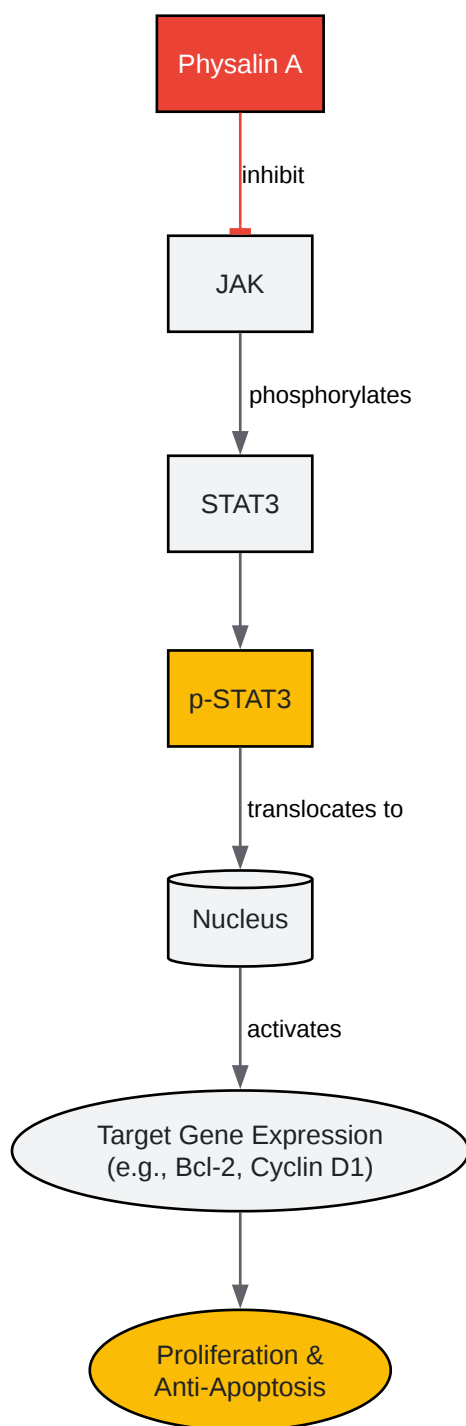 Physalin A
inhibit
JAK
phosphorylates
STAT3
p-STAT3
translocates to
Nucleus
activates
Target Gene Expression
(e.g., Bcl-2, Cyclin D1)
Proliferation &
Anti-Apoptosis